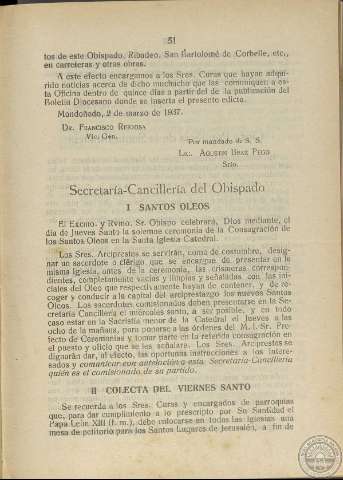 51
tos de este Obispado, Ribadeo, San Bartolomé de Corbelle, etc.,
en carreteras y otras obras.
A este efecto encargamos a los Sres. Curas que hayan adqui-
rido noticias acerca de dicho muchacho que las comuniquen a es-
ta Oficina dentro de quince días a partir del de la publicación del
Boletín Diocesano donde se inserta el presente edicto.
Mondoñedo, 2 de marzo de 1937.
DR. FRANCISCO REIGOSA
Vic. Gen.
Por mandado de S. S.
LIC. AGUSTÍN
Srio.
Secretaría-Cancillería del Obispado
I SANTOS OLEOS
El Excmo. y Rvmo. Sr. Obispo celebrará, Dios mediante, el
día de Jueves Santo la solemne ceremonia de la Consagración de
los Santos Oleos en la Santa Iglesia Catedral.
Los Sres. Arciprestes se servirán, como de costumbre, desig-
nar un sacerdote o clérigo que se encargue de presentar en la
misma Iglesia, antes de la ceremonia, las crismeras correspon-
dientes, completamente vacías y limpias y señaladas con las ini-
ciales del Oleo que respectivamente hayan de contener, y de re-
coger y conducir a la capital del arciprestazgo los nuevos Santos
Oleos. Los sacerdotes comisionados deben presentarse en la Se-
cretaría Cancillería el miércoles santo, a ser posible, y en todo
caso estar en la Sacristía menor de la Catedral el jueves a las
ocho de la mañana, para ponerse a las órdenes del M. I. Sr. Pre-
fecto de Ceremonias y tomar parte en la referida consagración en
el puesto y oficio que se les señalara. Los Sres. Arciprestes se
dignarán dar, al efecto, las oportunas instrucciones a los intere-
sados y comunicar con antelación a esta Secretaría-Cancillería
quién es el comisionado de su partido.
II COLECTA DEL VIERNES SANTO
Se recuerda a los Sres. Curas y encargados de parroquias
que, para dar cumplimiento a lo prescripto por Su Santidad el
Papa León XIII (f. m.), debe colocarse en todas las iglesias una
mesa de petitorio para los Santos Lugares de Jerusalén, a fin de